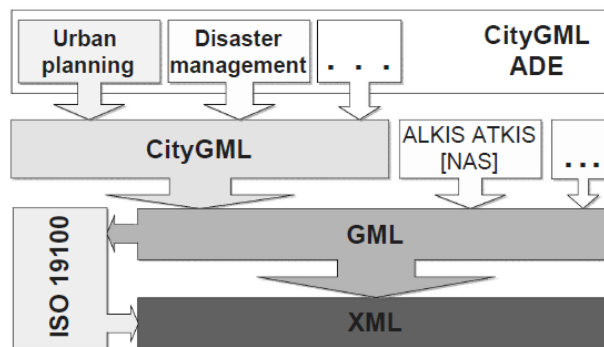 Urban
planning
Disaster
management
. . .
CityGML
ADE
CityGML
ALKIS ATKIS
[NAS]
...
ISO 19100
GML
XML